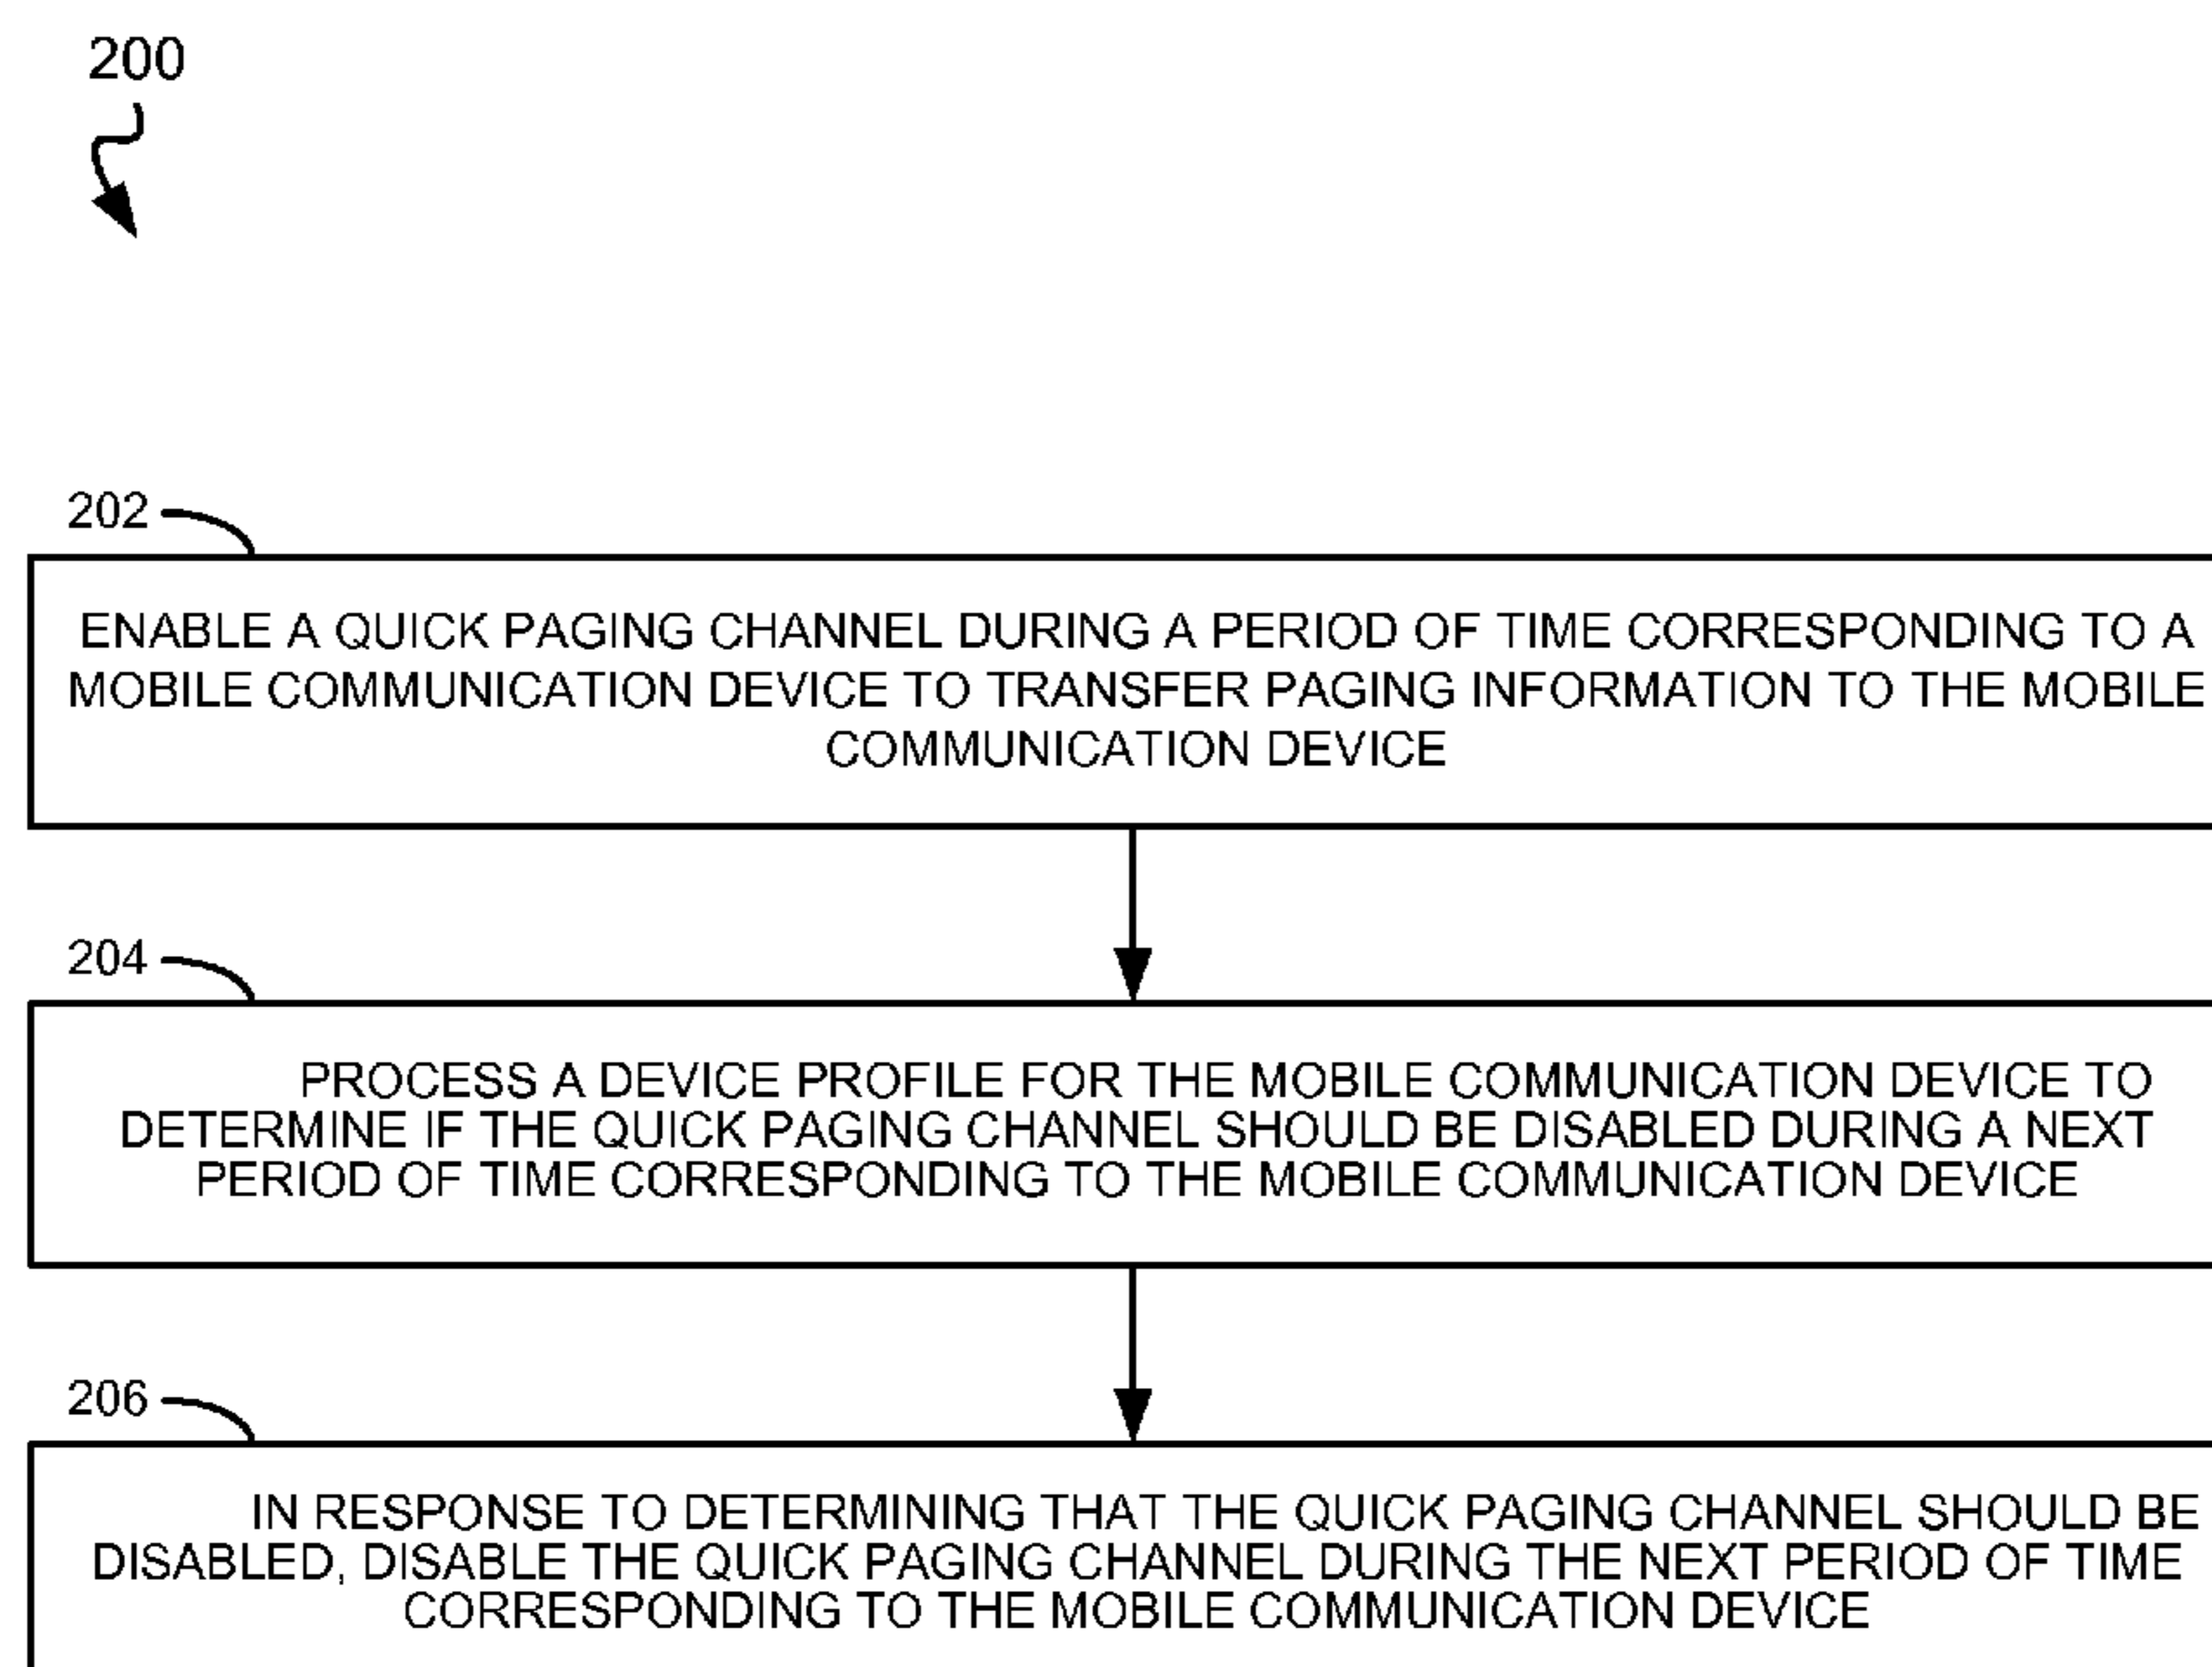 200
202
ENABLE A QUICK PAGING CHANNEL DURING A PERIOD OF TIME CORRESPONDING TO A
MOBILE COMMUNICATION DEVICE TO TRANSFER PAGING INFORMATION TO THE MOBILE
COMMUNICATION DEVICE
204
PROCESS A DEVICE PROFILE FOR THE MOBILE COMMUNICATION DEVICE TO
DETERMINE IF THE QUICK PAGING CHANNEL SHOULD BE DISABLED DURING A NEXT
PERIOD OF TIME CORRESPONDING TO THE MOBILE COMMUNICATION DEVICE
206
IN RESPONSE TO DETERMINING THAT THE QUICK PAGING CHANNEL SHOULD BE
DISABLED, DISABLE THE QUICK PAGING CHANNEL DURING THE NEXT PERIOD OF TIME
CORRESPONDING TO THE MOBILE COMMUNICATION DEVICE